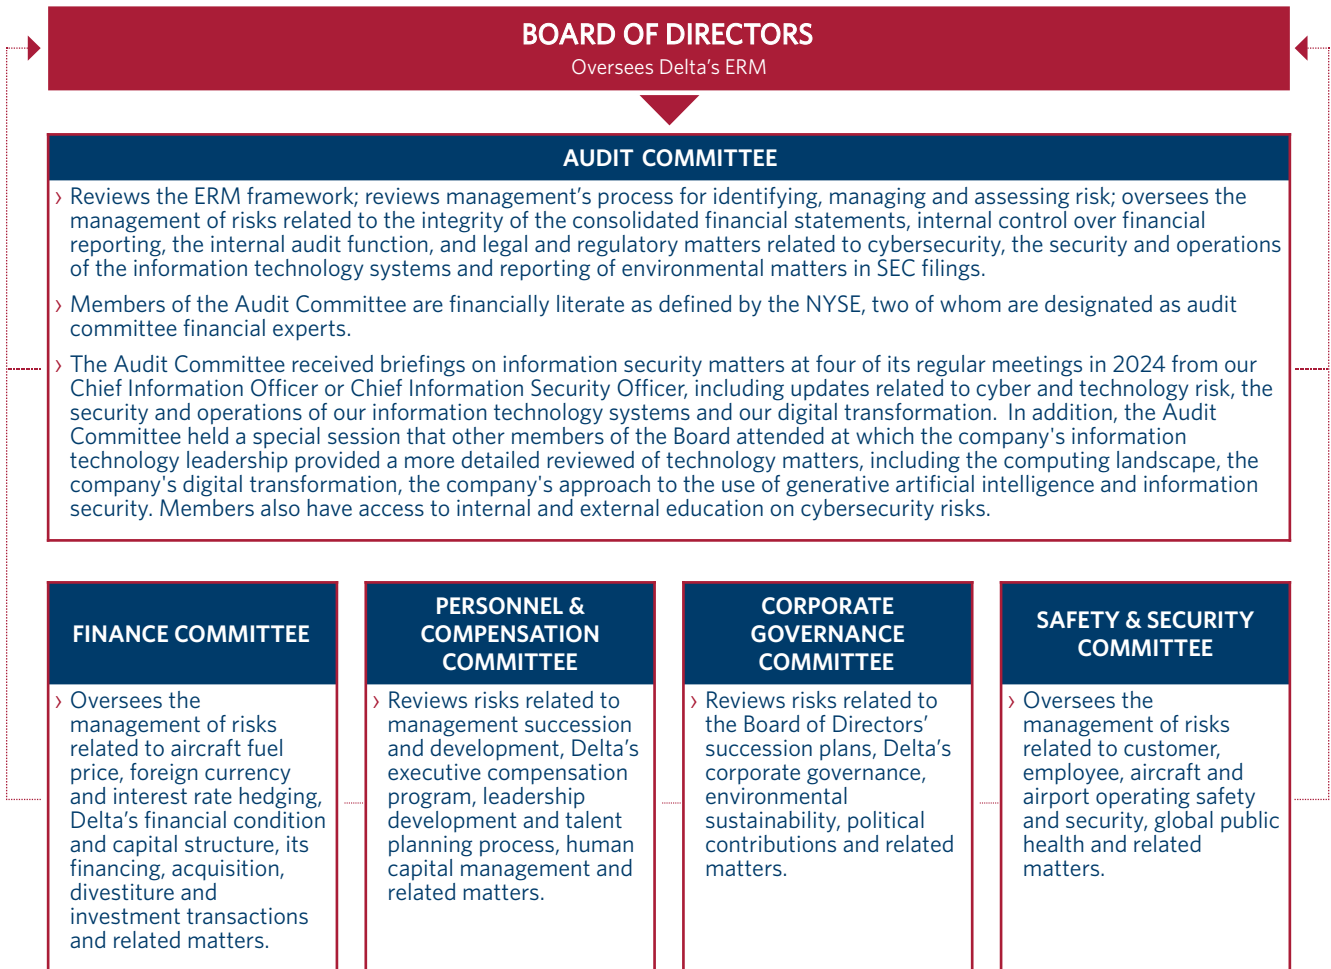 BOARD OF DIRECTORS
Oversees Delta’s ERM
AUDIT COMMITTEE
› Reviews the ERM framework; reviews management’s process for identifying, managing and assessing risk; oversees the
management of risks related to the integrity of the consolidated financial statements, internal control over financial
reporting, the internal audit function, and legal and regulatory matters related to cybersecurity, the security and operations
of the information technology systems and reporting of environmental matters in SEC filings.
› Members of the Audit Committee are financially literate as defined by the NYSE, two of whom are designated as audit
committee financial experts.
› The Audit Committee received briefings on information security matters at four of its regular meetings in 2024 from our
Chief Information Officer or Chief Information Security Officer, including updates related to cyber and technology risk, the
security and operations of our information technology systems and our digital transformation.  In addition, the Audit
Committee held a special session that other members of the Board attended at which the company's information
technology leadership provided a more detailed reviewed of technology matters, including the computing landscape, the
company's digital transformation, the company's approach to the use of generative artificial intelligence and information
security. Members also have access to internal and external education on cybersecurity risks.
FINANCE COMMITTEE
› Oversees the
management of risks
related to aircraft fuel
price, foreign currency
and interest rate hedging,
Delta’s financial condition
and capital structure, its
financing, acquisition,
divestiture and
investment transactions
and related matters.
PERSONNEL &
COMPENSATION
COMMITTEE
› Reviews risks related to
management succession
and development, Delta’s
executive compensation
program, leadership
development and talent
planning process, human
capital management and
related matters.
CORPORATE
GOVERNANCE
COMMITTEE
› Reviews risks related to
the Board of Directors’
succession plans, Delta’s
corporate governance,
environmental
sustainability, political
contributions and related
matters.
SAFETY & SECURITY
COMMITTEE
› Oversees the
management of risks
related to customer,
employee, aircraft and
airport operating safety
and security, global public
health and related
matters.